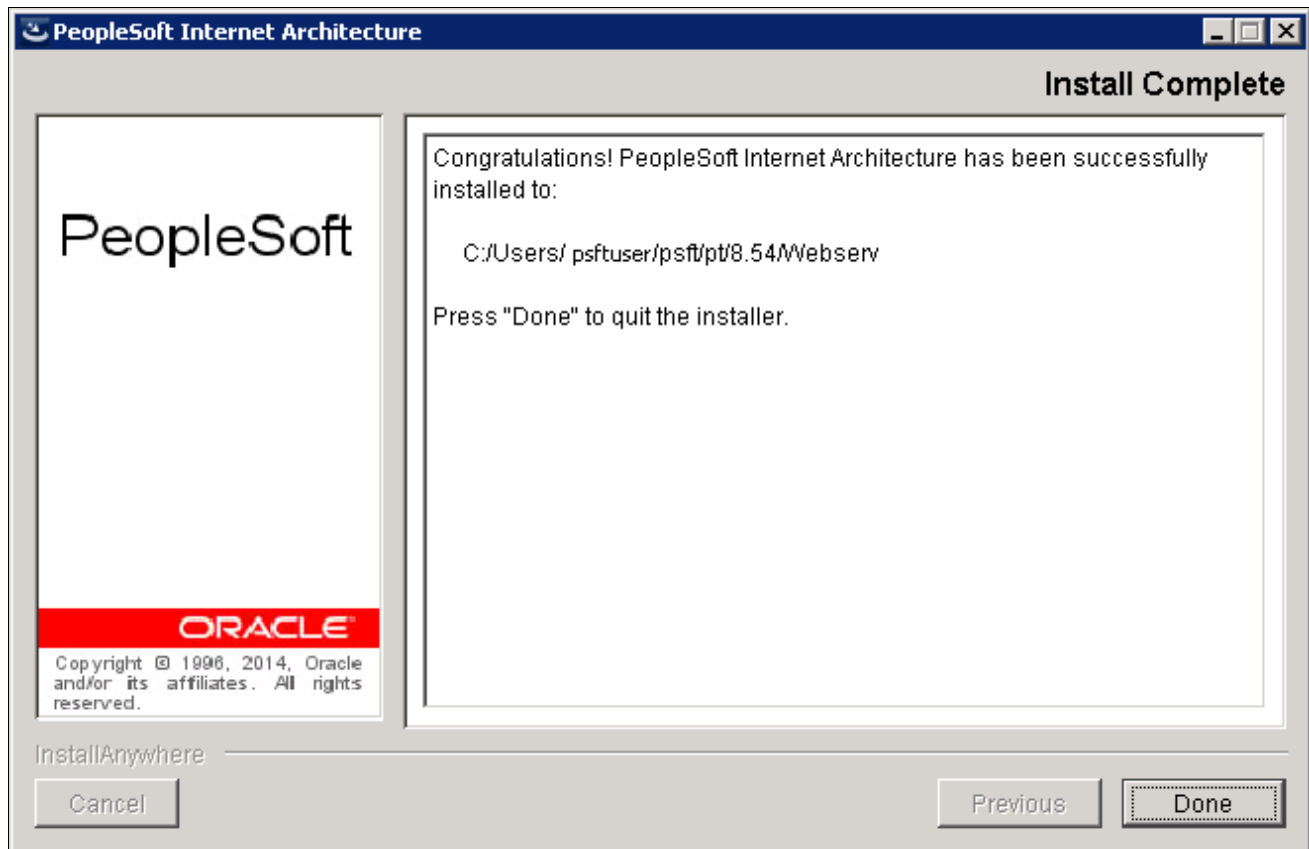 PeopleSoft Internet Architecture
Install Complete
PeopleSoft
ORACLE
Copyright © 1996, 2014, Oracle
and/or its affiliates. All rights
reserved.
Congratulations! PeopleSoft Internet Architecture has been successfully
installed to:
C:/Users/ psftuser/psft/pt/8.54/Webserv
Press "Done" to quit the installer.
InstallAnywhere
Cancel
Previous
Done